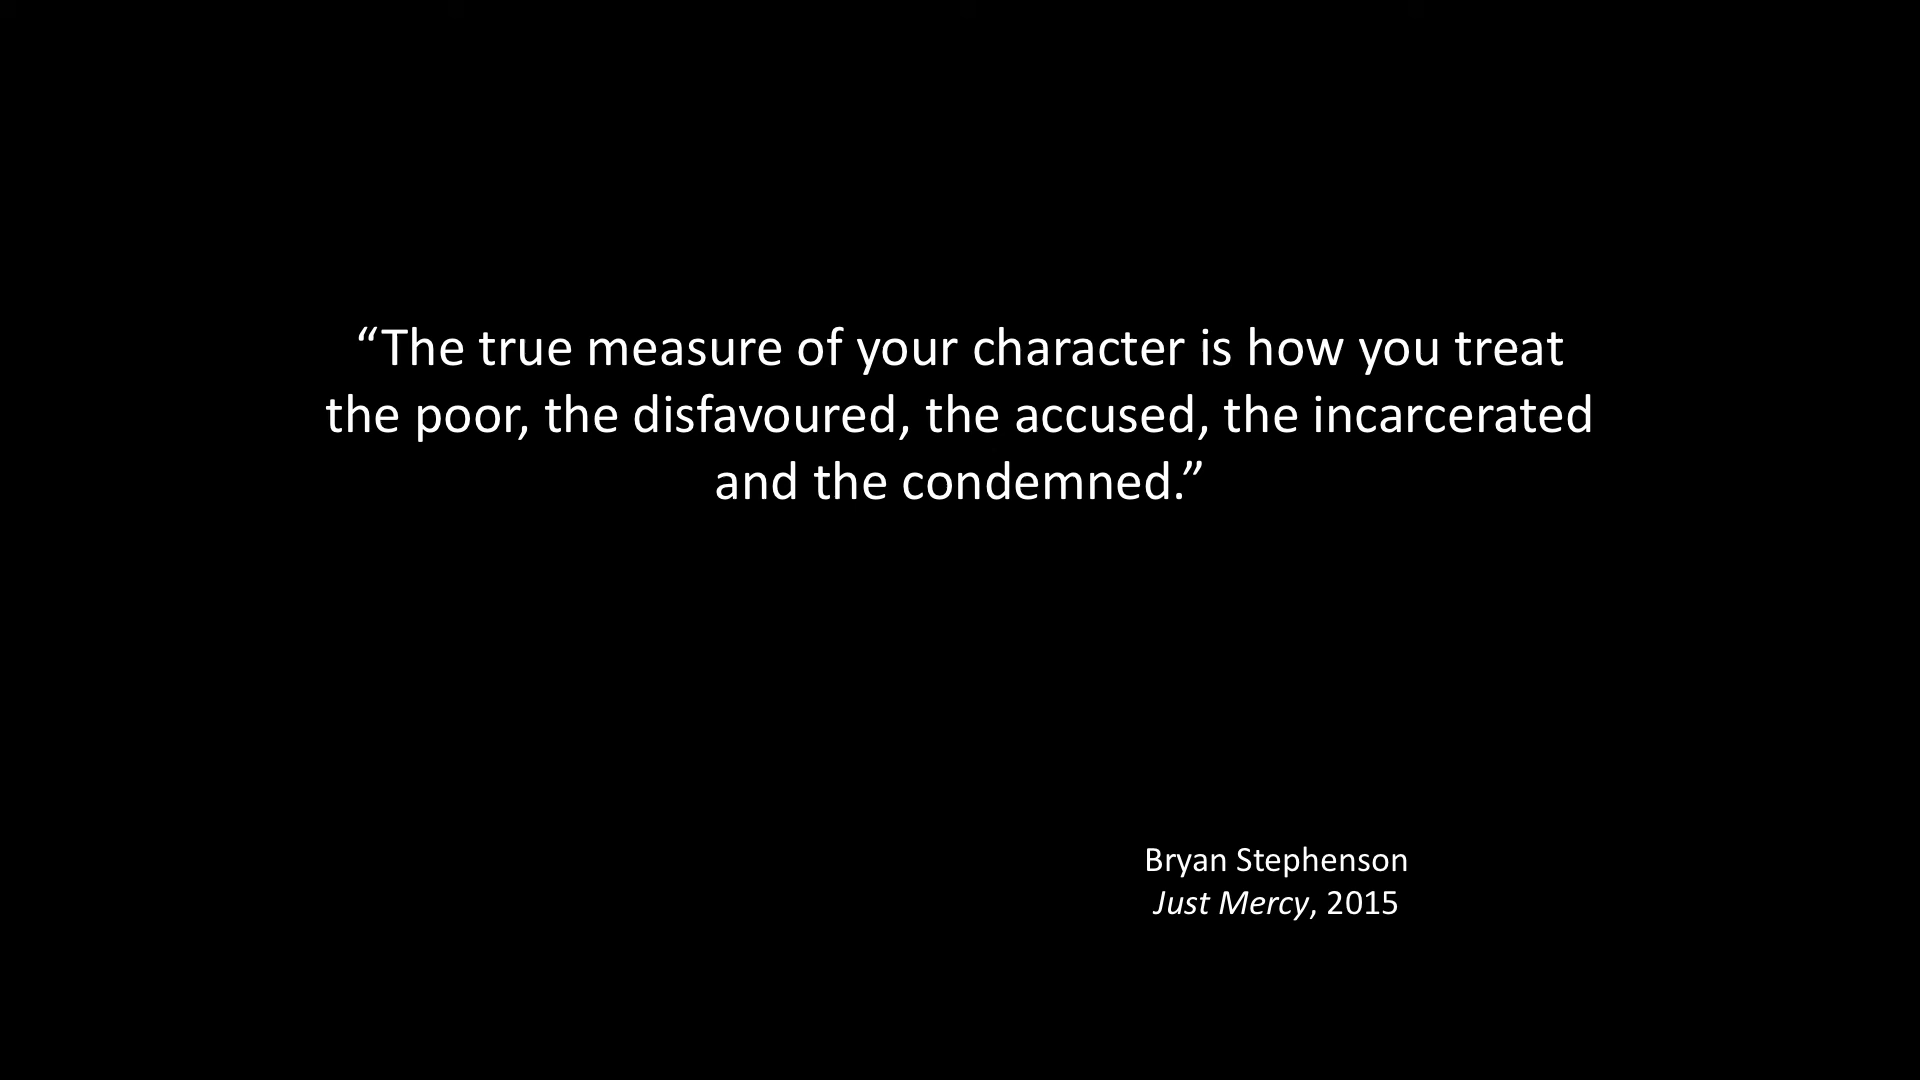 “The true measure of your character is how you treat
the poor, the disfavoured, the accused, the incarcerated
and the condemned.”
Bryan Stephenson
Just Mercy, 2015